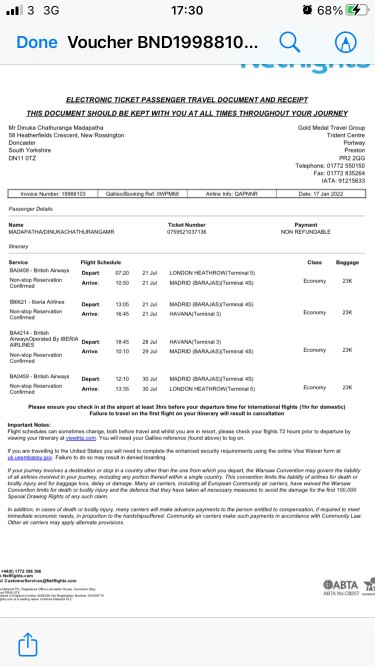 3 3G
17:30
68%
Done
Voucher BND1998810...
Netflights
ELECTRONIC TICKET PASSENGER TRAVEL DOCUMENT AND RECEIPT
THIS DOCUMENT SHOULD BE KEPT WITH YOU AT ALL TIMES THROUGHOUT YOUR JOURNEY
Mr Dinuka Chathuranga Madapatha
58 Heatherfields Crescent, New Rossington
Doncaster
South Yorkshire
DN11 0TZ
Gold Medal Travel Group
Trident Centre
Portway
Preston
PR2 2QG
Telephone: 01772 550150
Fax: 01772 835264
IATA: 91215633
Invoice Number: 19988103 Galileo/Booking Ref: 0WPM68 Airline Info: QAPNNR Date: 17 Jan 2022
Passenger Details
Name Ticket Number Payment
MADAPATHA/DINUKACHATHURANGAMR 0759521037136 NON REFUNDABLE
Itinerary
Service Flight Schedule Class Baggage
BA0458 - British Airways
Non-stop Reservation
Confirmed
Depart: 07:20 21 Jul LONDON HEATHROW(Terminal 5)
Arrive: 10:50 21 Jul MADRID (BARAJAS)(Terminal 4S)
Economy 23K
IB6621 - Iberia Airlines
Non-stop Reservation
Confirmed
Depart: 13:05 21 Jul MADRID (BARAJAS)(Terminal 4S)
Arrive: 16:45 21 Jul HAVANA(Terminal 3)
Economy 23K
BA4214 - British
AirwaysOperated By IBERIA
AIRLINES
Non-stop Reservation
Confirmed
Depart: 18:45 28 Jul HAVANA(Terminal 3)
Arrive: 10:10 29 Jul MADRID (BARAJAS)(Terminal 4S)
Economy 23K
BA0459 - British Airways
Non-stop Reservation
Confirmed
Depart: 12:10 30 Jul MADRID (BARAJAS)(Terminal 4S)
Arrive: 13:35 30 Jul LONDON HEATHROW(Terminal 5)
Economy 23K
Please ensure you check in at the airport at least 3hrs before your departure time for international flights (1hr for domestic)
Failure to travel on the first flight on your itinerary will result in cancellation
Important Notes:
Flight schedules can sometimes change, both before travel and whilst you are in resort, please check your flights 72 hours prior to departure by
viewing your itinerary at viewtrip.com. You will need your Galileo reference (found above) to log on.
If you are travelling to the United States you will need to complete the enhanced security requirements using the online Visa Waiver form at
uk.usembassy.gov. Failure to do so may result in denied boarding
If your journey involves a destination or stop in a country other than the one from which you depart, the Warsaw Convention may govern the liability
of all airlines involved in your journey, including any portion thereof within a single country. This convention limits the liability of airlines for death
or bodily injury and for baggage loss, delay or damage. Many air carriers, including all European Community air carriers, have waived the Warsaw
Convention limits for death or bodily injury and the defence that they have taken all necessary measures to avoid the damage for the first 100,000
Special Drawing Rights of any such claim.
In addition, in cases of death or bodily injury, many carriers will make advance payments to the person entitled to compensation, if required to meet
immediate economic needs, in proportion to the hardshipsuffered. Community air carriers make such payments in accordance with Community Law.
Other air carriers may apply alternate provisions.
Netflights
CustomerServices@Netflights.com
ABTA
ABTA No.C8257